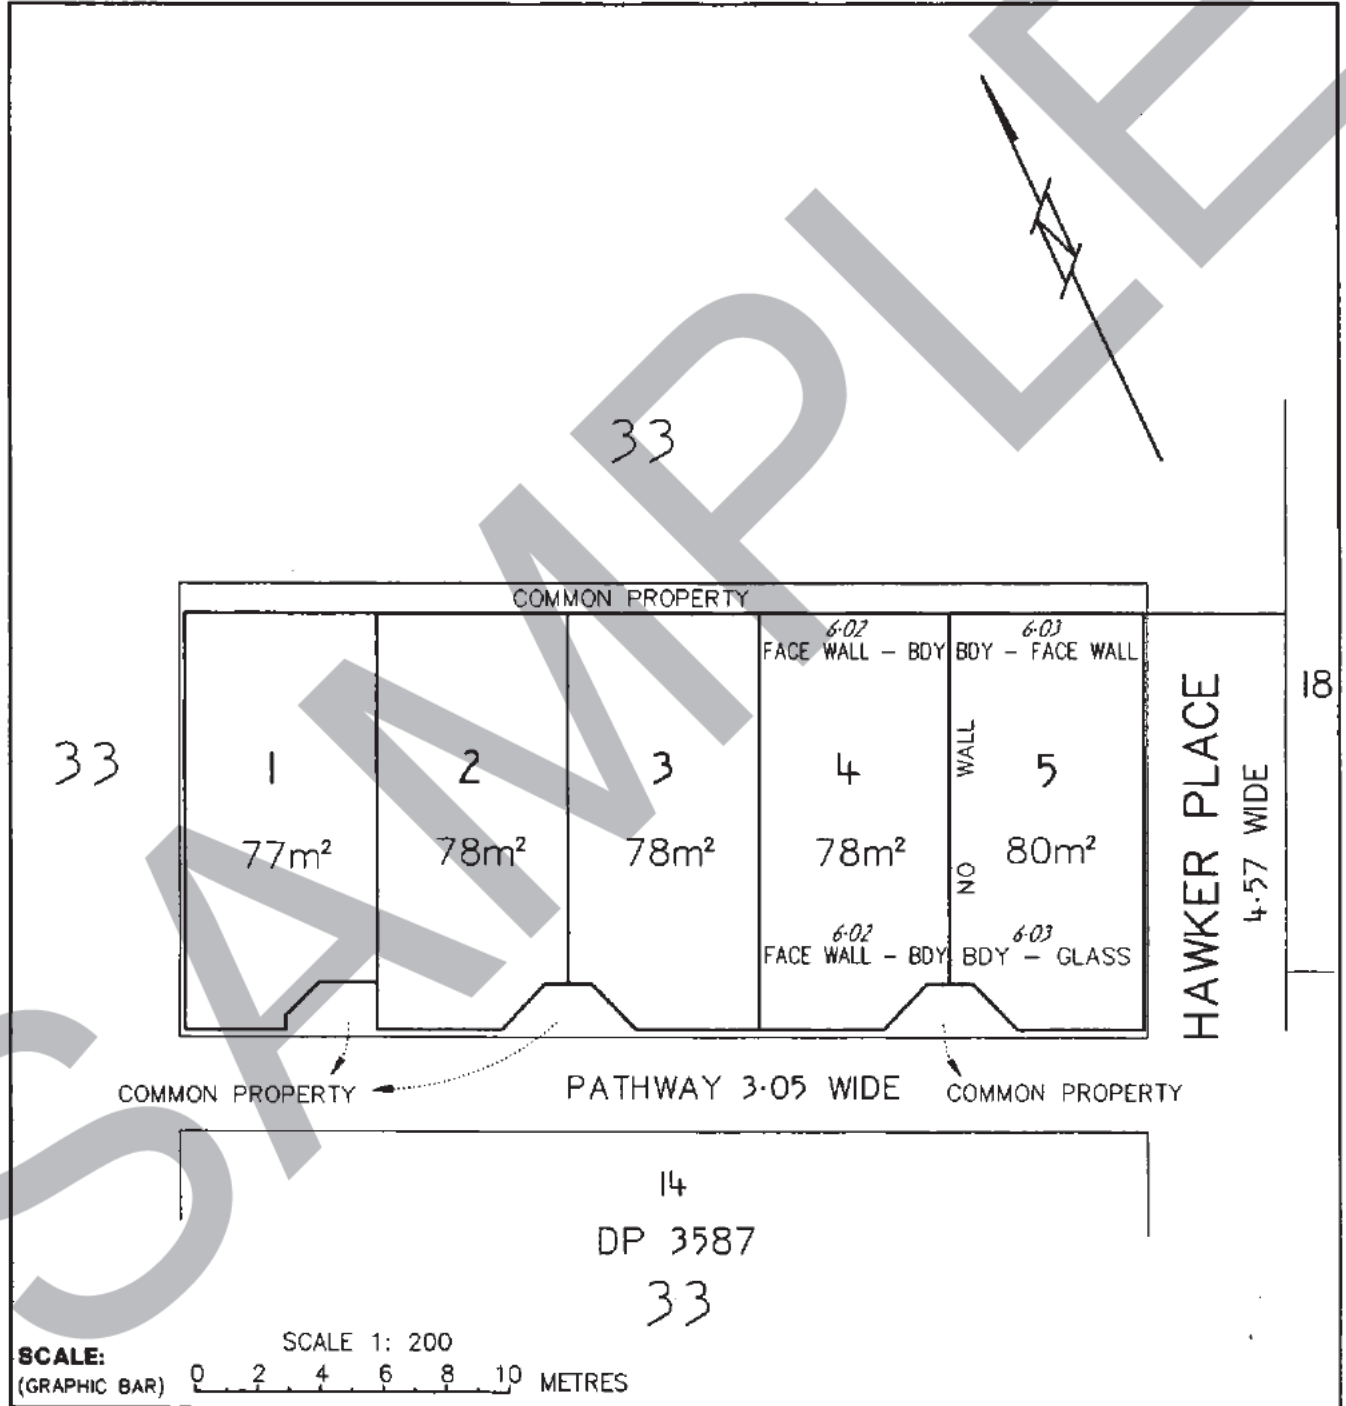 SAMPLE
33
COMMON PROPERTY
6·02
FACE WALL – BDY
6·03
BDY – FACE WALL
33
1
77m²
2
78m²
3
78m²
4
78m²
NO WALL
5
80m²
6·02
FACE WALL – BDY
6·03
BDY – GLASS
HAWKER PLACE
4·57 WIDE
18
COMMON PROPERTY
PATHWAY 3·05 WIDE
COMMON PROPERTY
14
DP 3587
33
SCALE 1: 200
SCALE:
(GRAPHIC BAR)
0 2 4 6 8 10 METRES